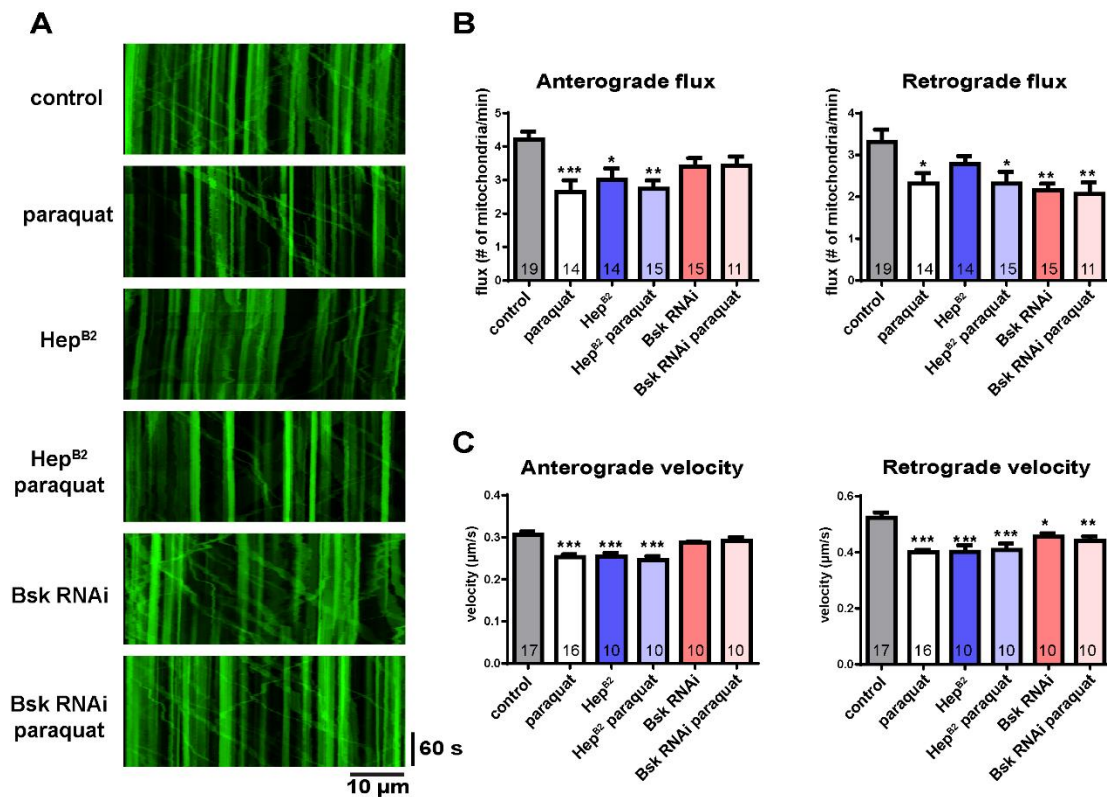 A
control
paraquat
Hep^B2
Hep^B2
paraquat
Bsk RNAi
Bsk RNAi
paraquat
60 s
10 µm
B
Anterograde flux
flux (# of mitochondria/min)
5
4
3
2
1
0
19
14
14
15
15
11
***
*
**
control
paraquat
Hep^B2
Hep^B2 paraquat
Bsk RNAi
Bsk RNAi paraquat
Retrograde flux
flux (# of mitochondria/min)
4
3
2
1
0
19
14
14
15
15
11
*
*
**
**
control
paraquat
Hep^B2
Hep^B2 paraquat
Bsk RNAi
Bsk RNAi paraquat
C
Anterograde velocity
velocity (µm/s)
0.4
0.3
0.2
0.1
0.0
17
16
10
10
10
10
***
***
***
control
paraquat
Hep^B2
Hep^B2 paraquat
Bsk RNAi
Bsk RNAi paraquat
Retrograde velocity
velocity (µm/s)
0.6
0.4
0.2
0.0
17
16
10
10
10
10
***
***
***
*
**
control
paraquat
Hep^B2
Hep^B2 paraquat
Bsk RNAi
Bsk RNAi paraquat